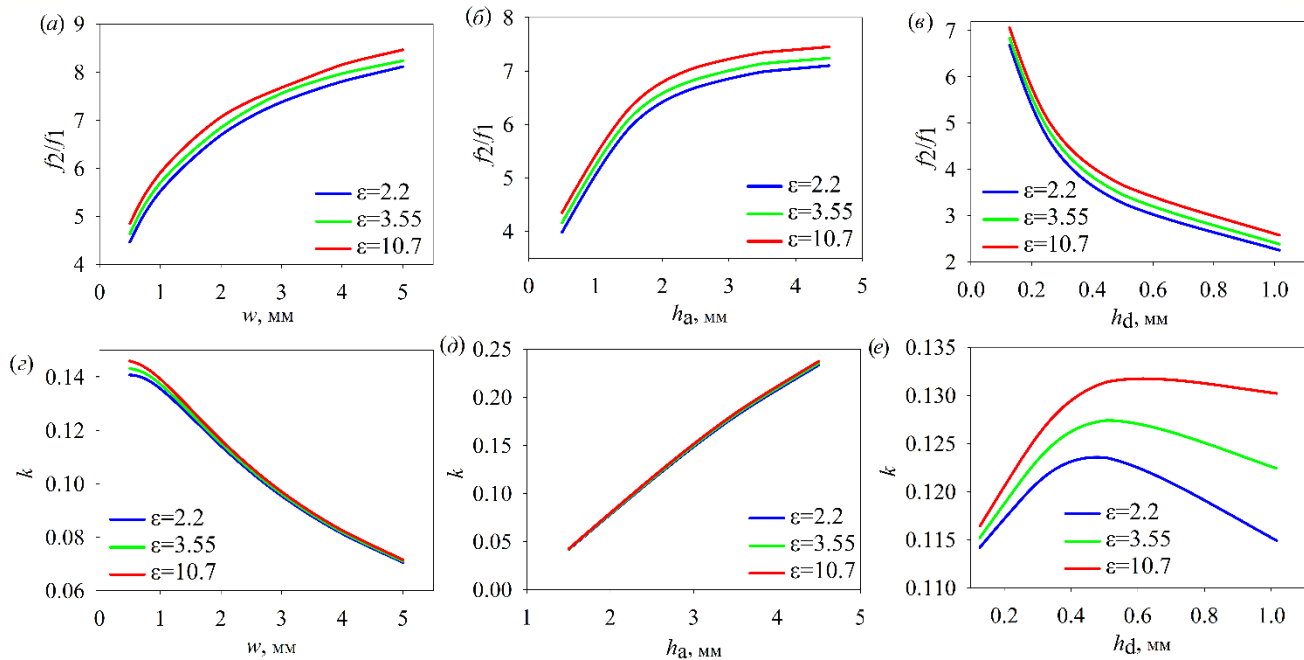 (а)
9
8
7
6
5
4
f2/f1
ε=2.2
ε=3.55
ε=10.7
0 1 2 3 4 5
w, мм
(б)
8
7
6
5
4
f2/f1
ε=2.2
ε=3.55
ε=10.7
0 1 2 3 4 5
ha, мм
(в)
7
6
5
4
3
2
f2/f1
ε=2.2
ε=3.55
ε=10.7
0.0 0.2 0.4 0.6 0.8 1.0
hd, мм
(г)
0.14
0.12
0.10
0.08
0.06
k
ε=2.2
ε=3.55
ε=10.7
0 1 2 3 4 5
w, мм
(д)
0.25
0.20
0.15
0.10
0.05
0.00
k
ε=2.2
ε=3.55
ε=10.7
1 2 3 4 5
ha, мм
(е)
0.135
0.130
0.125
0.120
0.115
0.110
k
ε=2.2
ε=3.55
ε=10.7
0.2 0.4 0.6 0.8 1.0
hd, мм